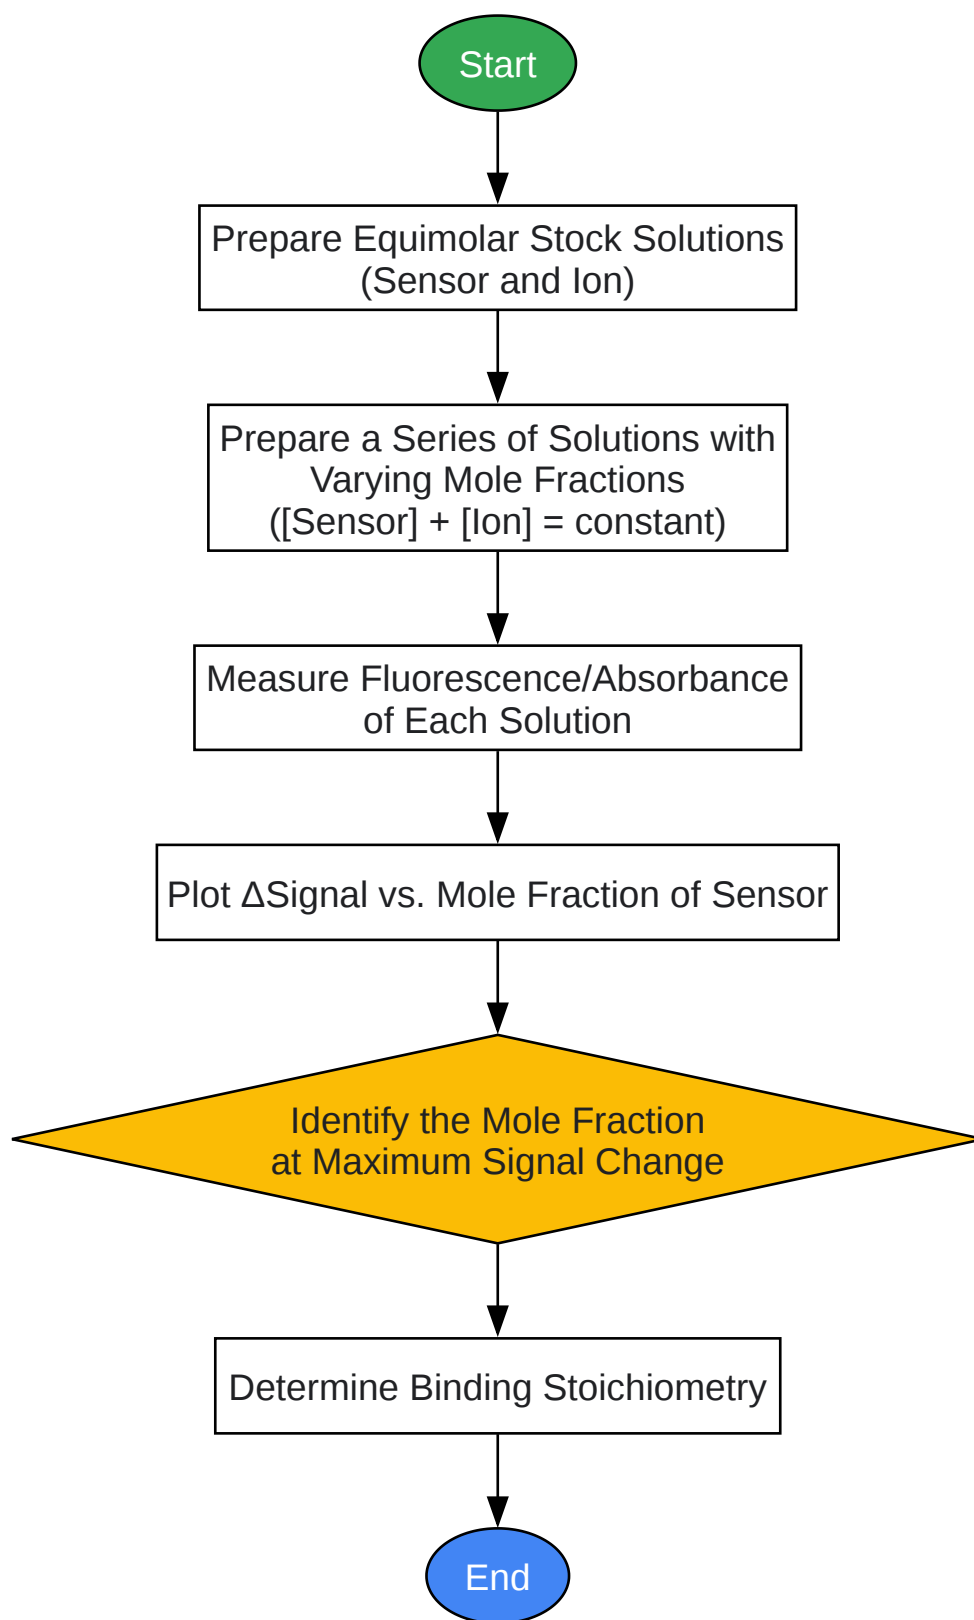 Start
Prepare Equimolar Stock Solutions
(Sensor and Ion)
Prepare a Series of Solutions with
Varying Mole Fractions
([Sensor] + [Ion] = constant)
Measure Fluorescence/Absorbance
of Each Solution
Plot ΔSignal vs. Mole Fraction of Sensor
Identify the Mole Fraction
at Maximum Signal Change
Determine Binding Stoichiometry
End